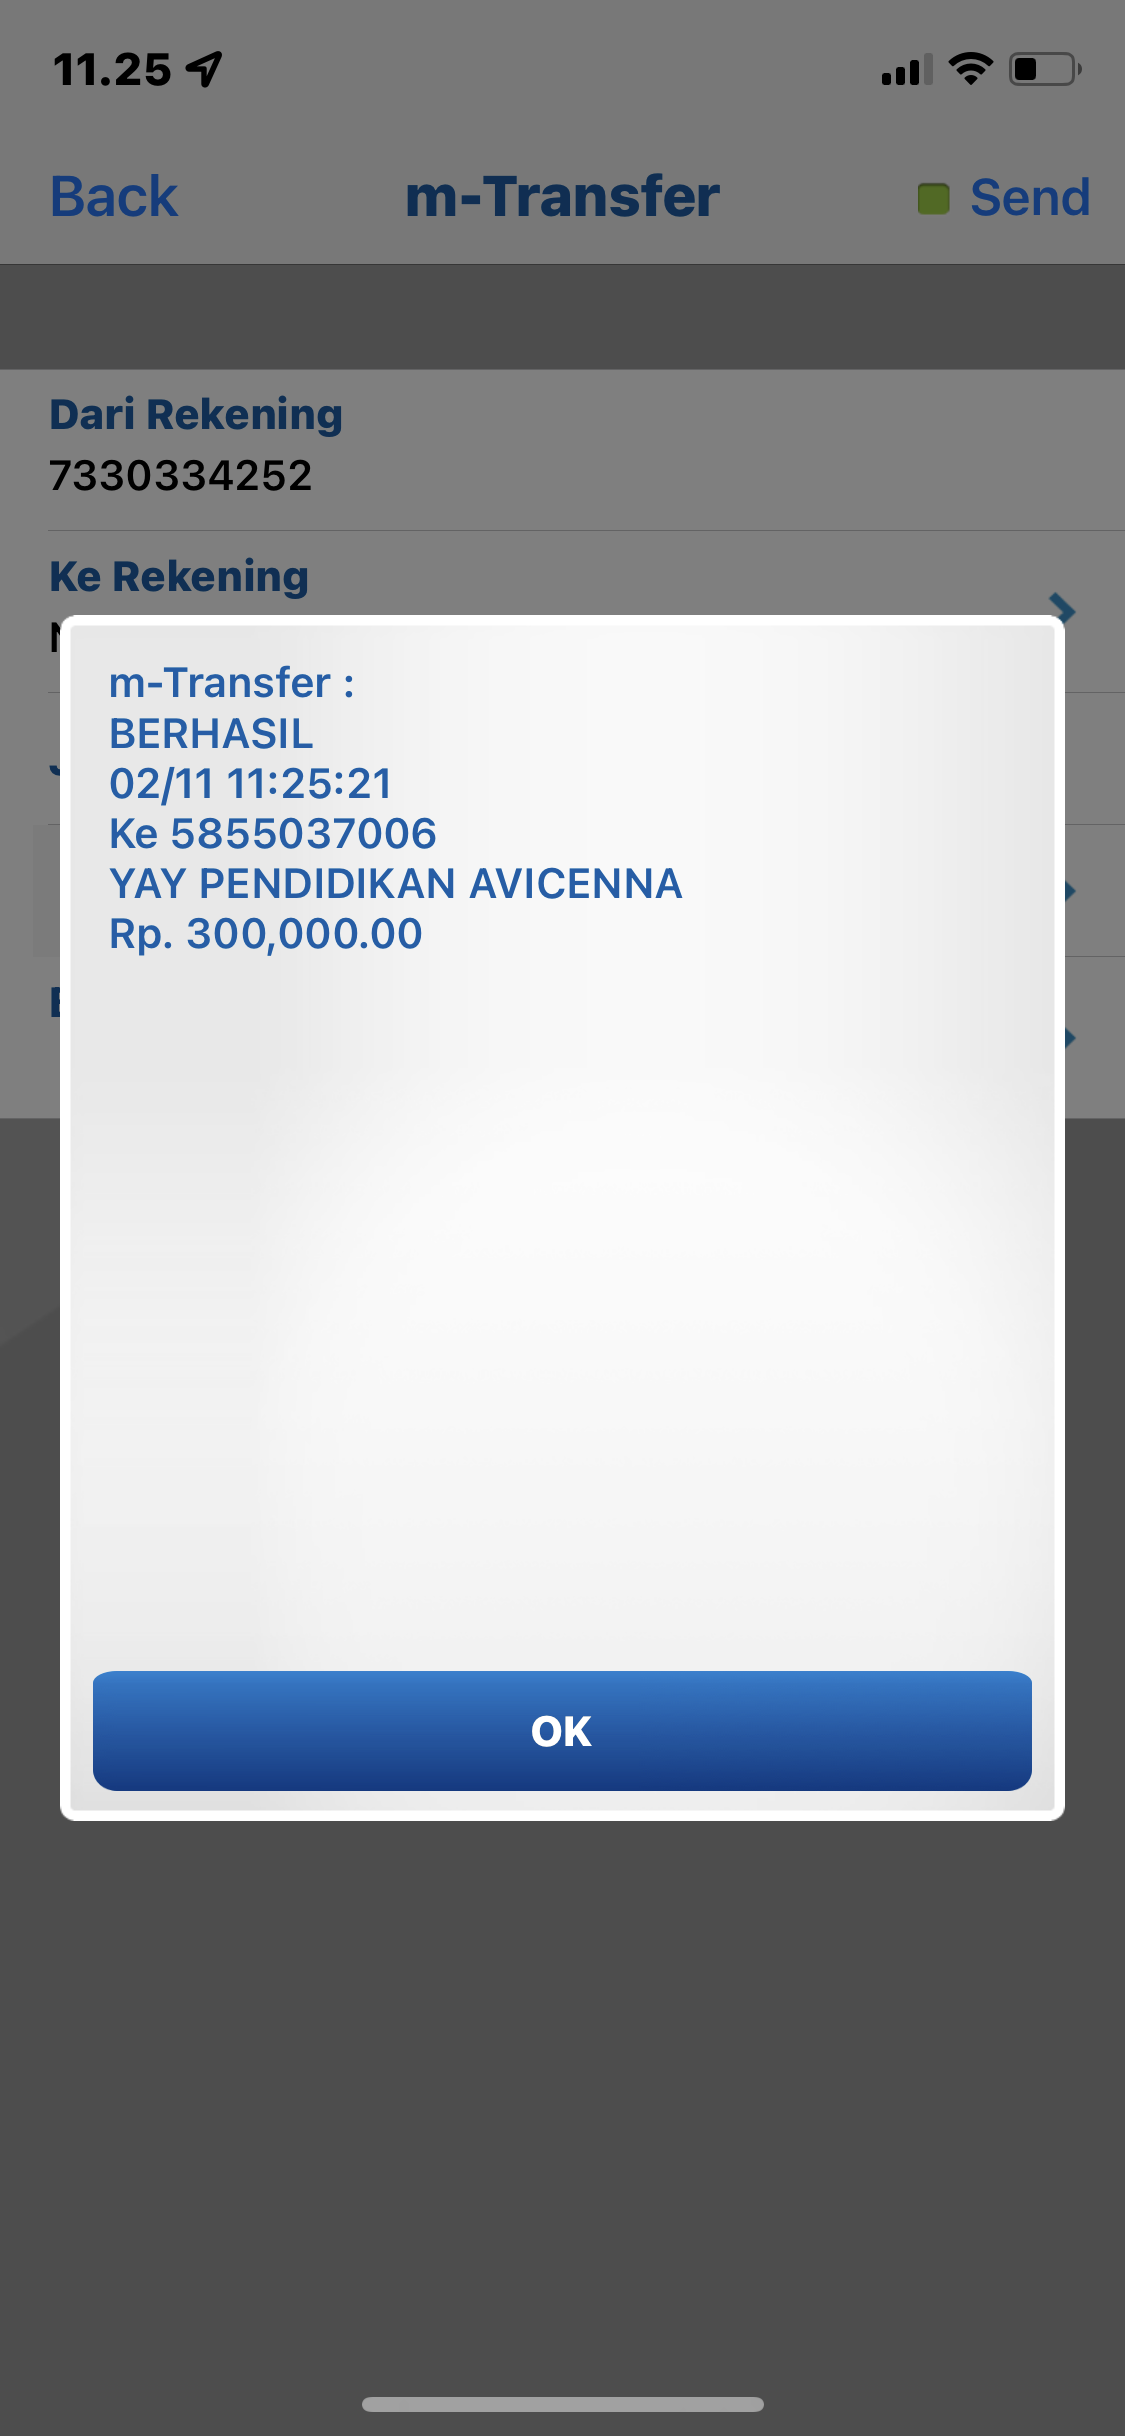 11.25
Back m-Transfer Send
Dari Rekening
7330334252
Ke Rekening
m-Transfer :
BERHASIL
02/11 11:25:21
Ke 5855037006
YAY PENDIDIKAN AVICENNA
Rp. 300,000.00
OK